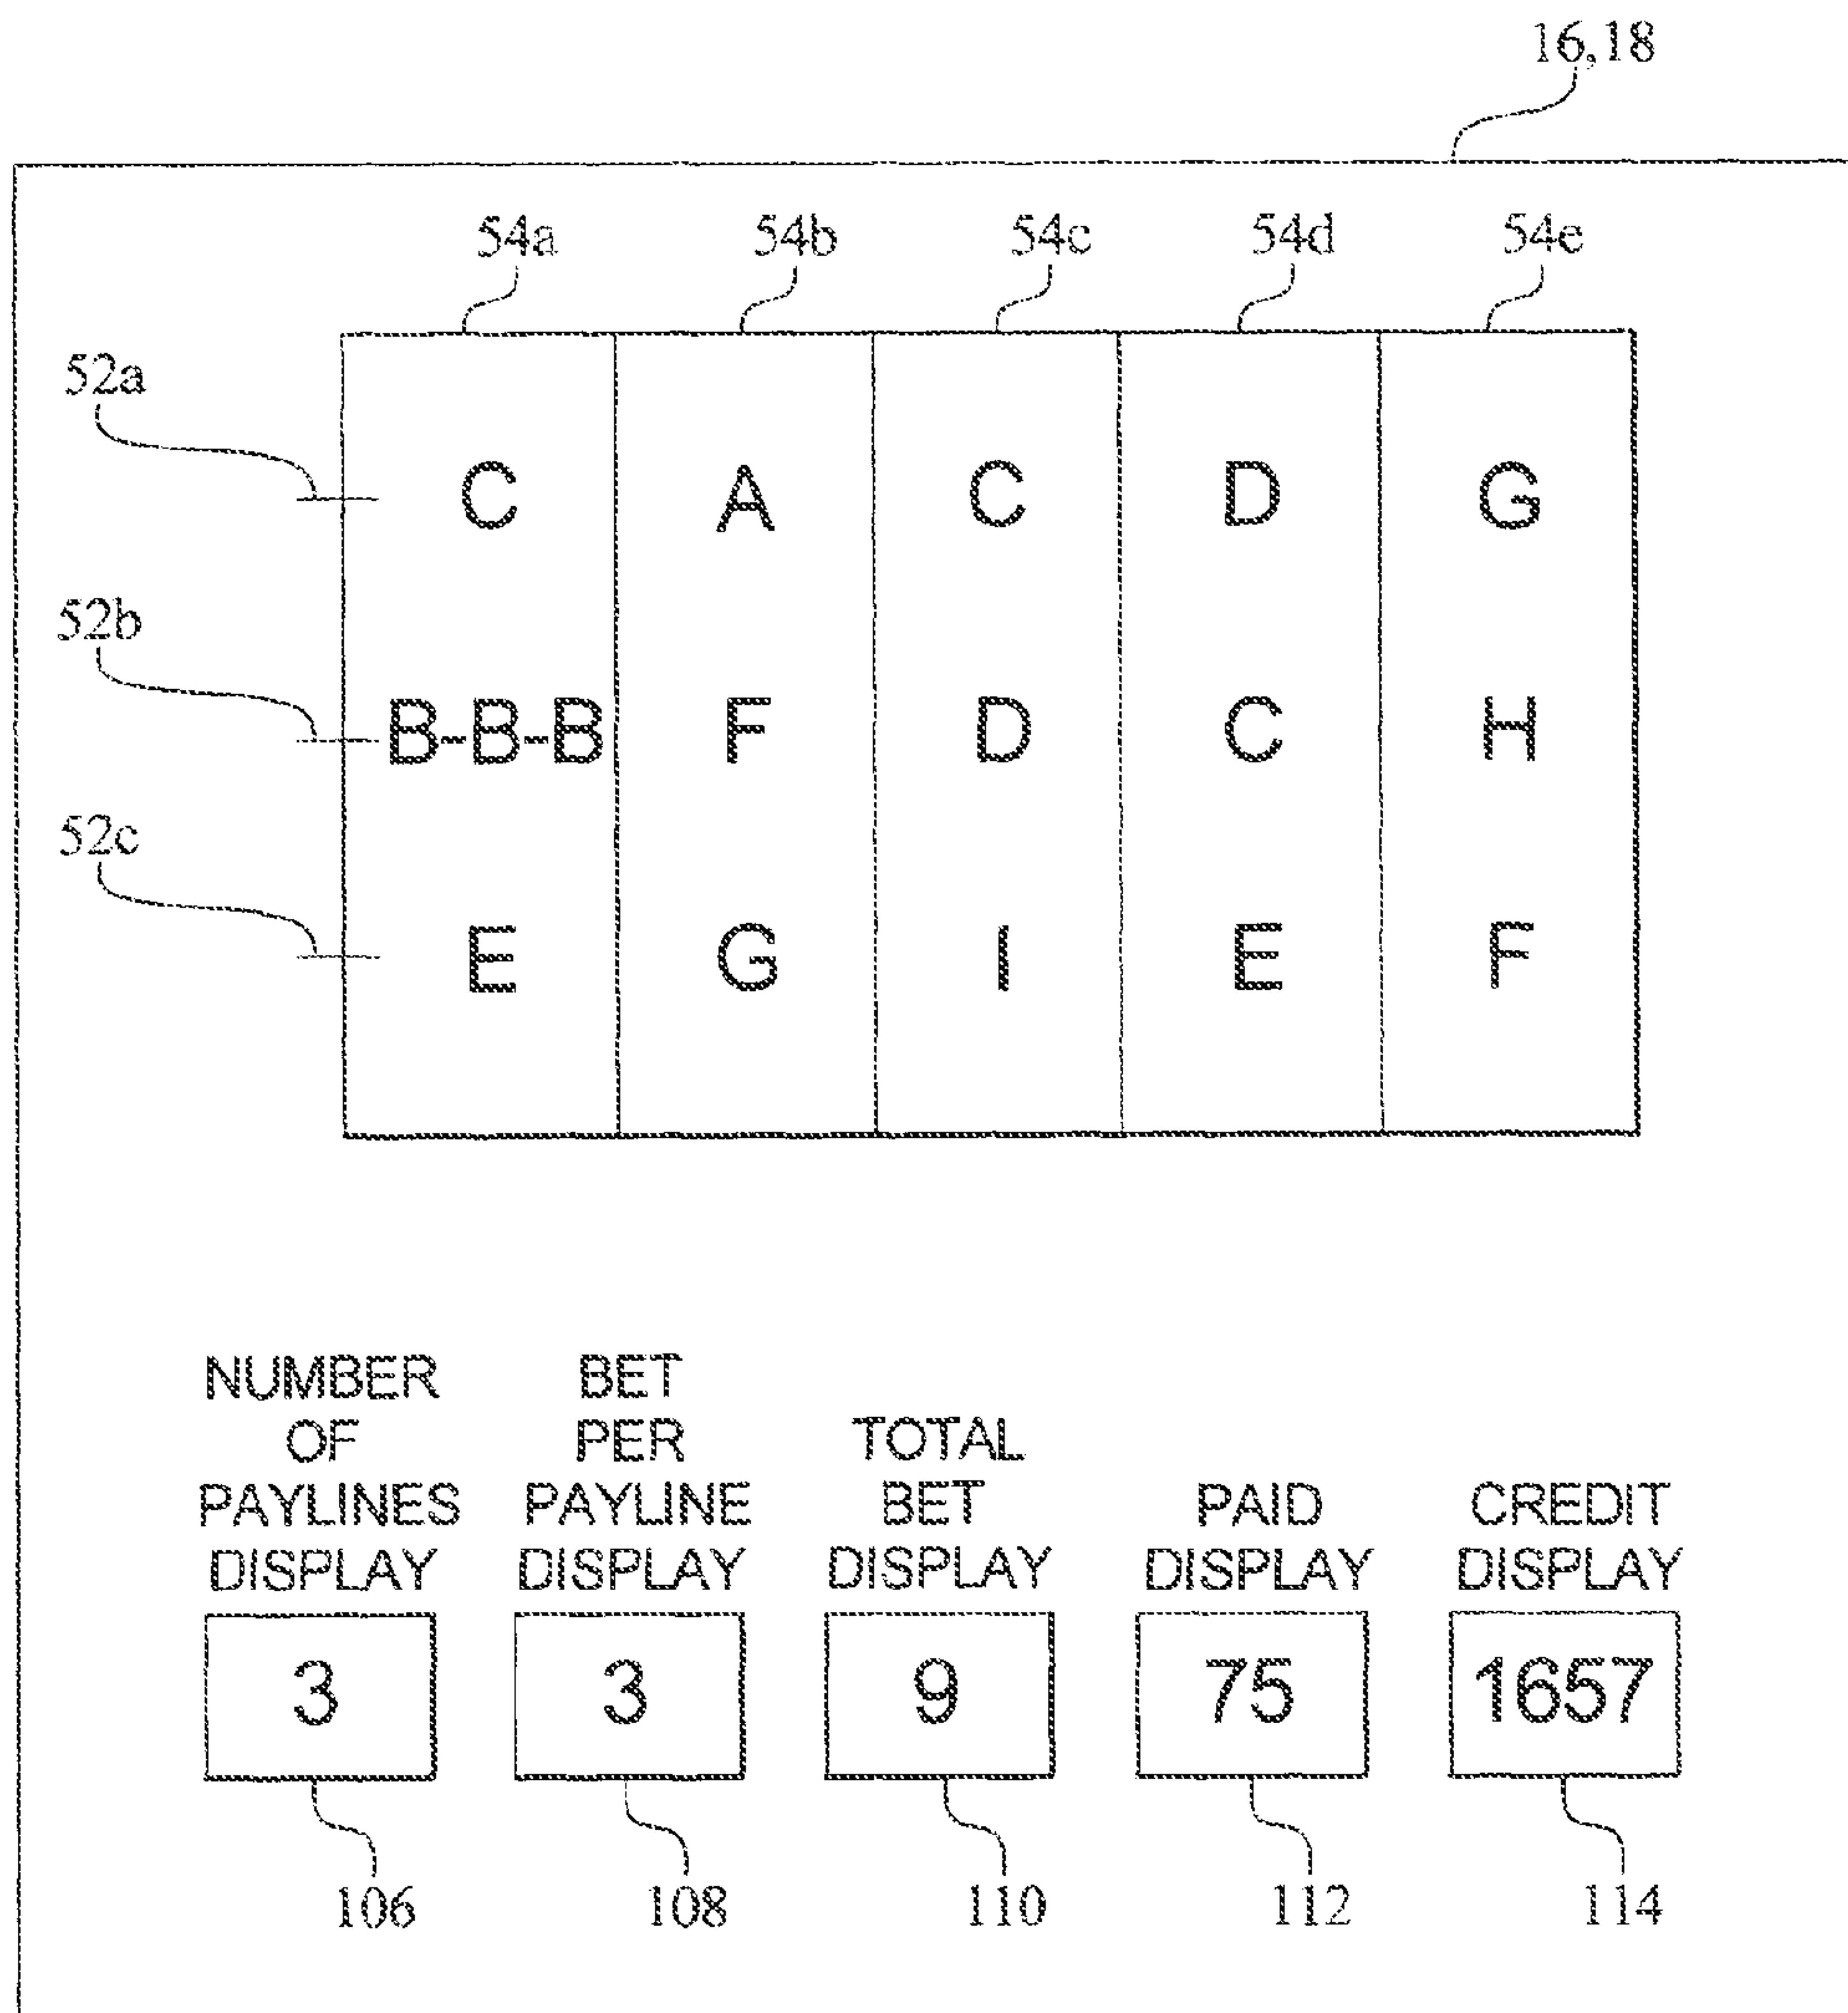 16,18
54a 54b 54c 54d 54e
52a
C A C D G
52b
B-B-B F D C H
52c
E G I E F
NUMBER OF PAYLINES DISPLAY
BET PER PAYLINE DISPLAY
TOTAL BET DISPLAY
PAID DISPLAY
CREDIT DISPLAY
3 3 9 75 1657
106 108 110 112 114